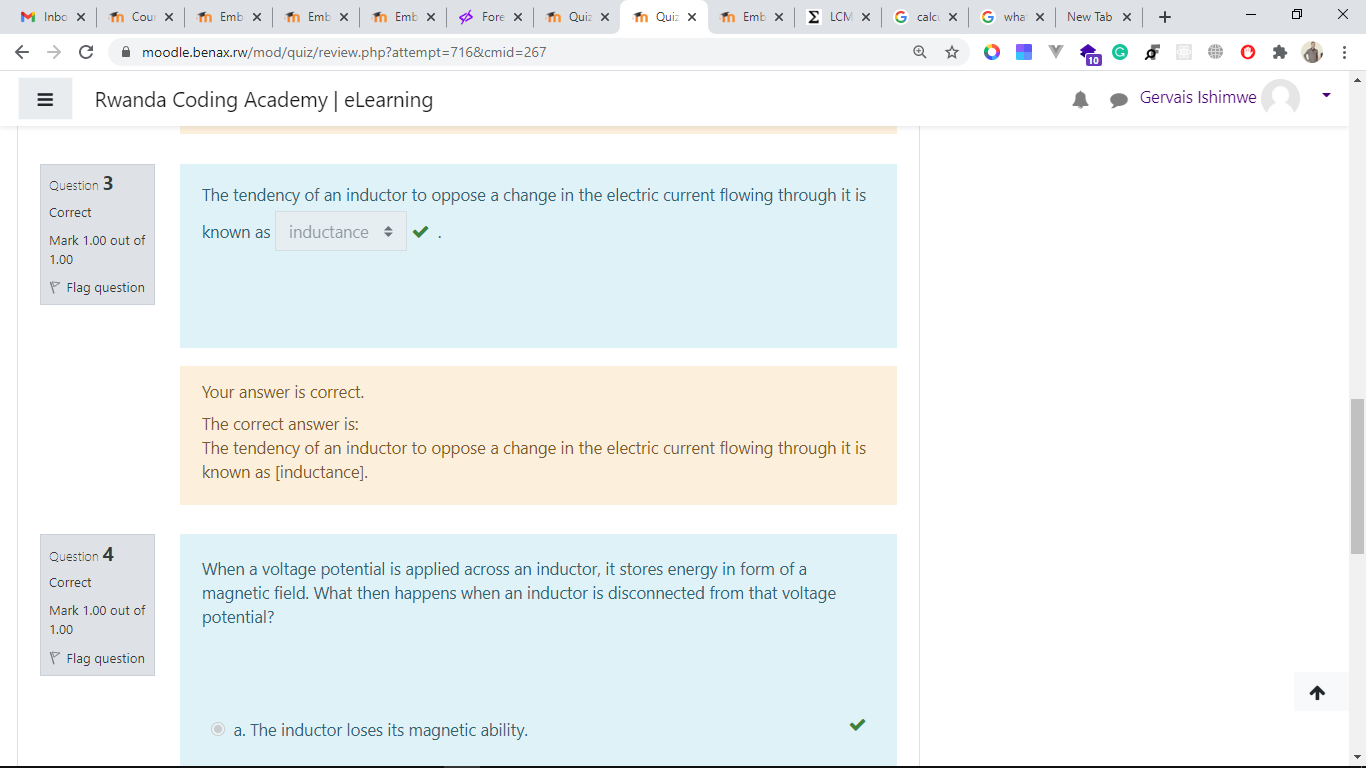 Inbo
Cour
Emb
Emb
Emb
Fore
Quiz
Quiz
Emb
LCM
calcu
what
New Tab
moodle.benax.rw/mod/quiz/review.php?attempt=716&cmid=267
10
Rwanda Coding Academy | eLearning
Gervais Ishimwe
Question 3
Correct
Mark 1.00 out of
1.00
Flag question
The tendency of an inductor to oppose a change in the electric current flowing through it is
known as inductance .
Your answer is correct.
The correct answer is:
The tendency of an inductor to oppose a change in the electric current flowing through it is
known as [inductance].
Question 4
Correct
Mark 1.00 out of
1.00
Flag question
When a voltage potential is applied across an inductor, it stores energy in form of a
magnetic field. What then happens when an inductor is disconnected from that voltage
potential?
a. The inductor loses its magnetic ability.